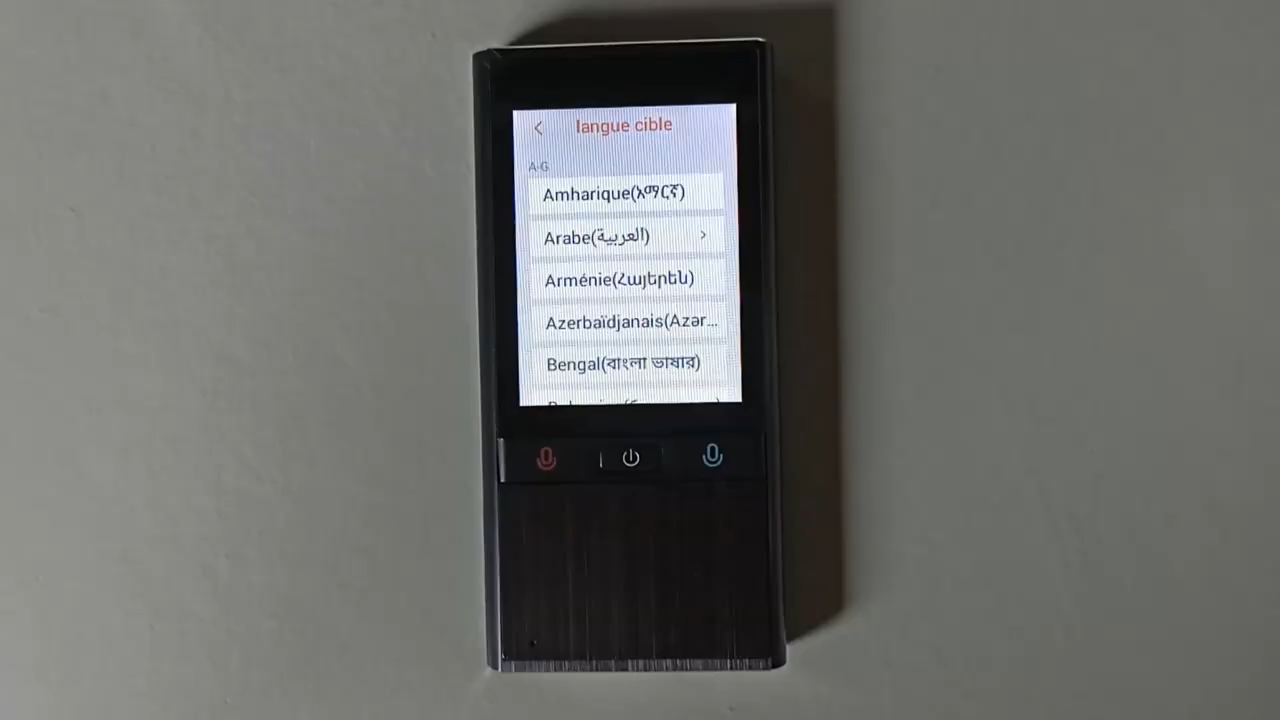 langue cible
A-G
Amharique(አማርኛ)
Arabe(العربية)
Arménie(Հայերեն)
Azerbaïdjanais(Azər...
Bengal(বাংলা ভাষার)